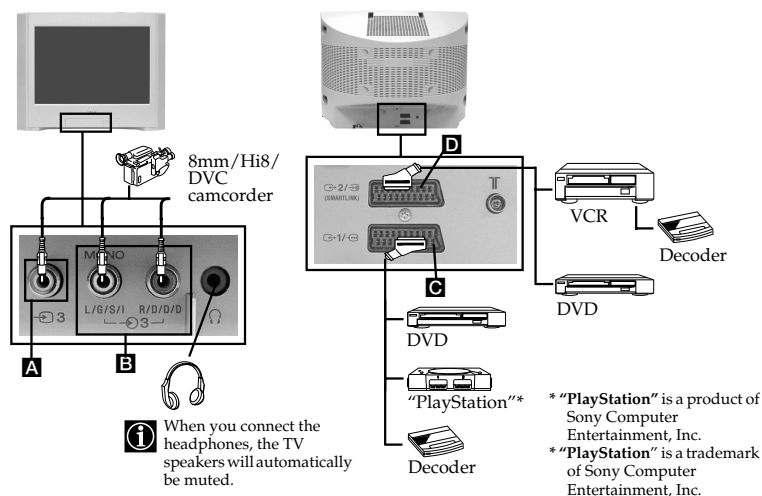 8mm/Hi8/
DVC
camcorder
MONO
L/G/S/I
R/D/D/D
3
3
A
B
When you connect the
headphones, the TV
speakers will automatically
be muted.
D
2/
(SMARTLINK)
1/
C
VCR
Decoder
DVD
DVD
"PlayStation"*
Decoder
* "PlayStation" is a product of
Sony Computer
Entertainment, Inc.
* "PlayStation" is a trademark
of Sony Computer
Entertainment, Inc.